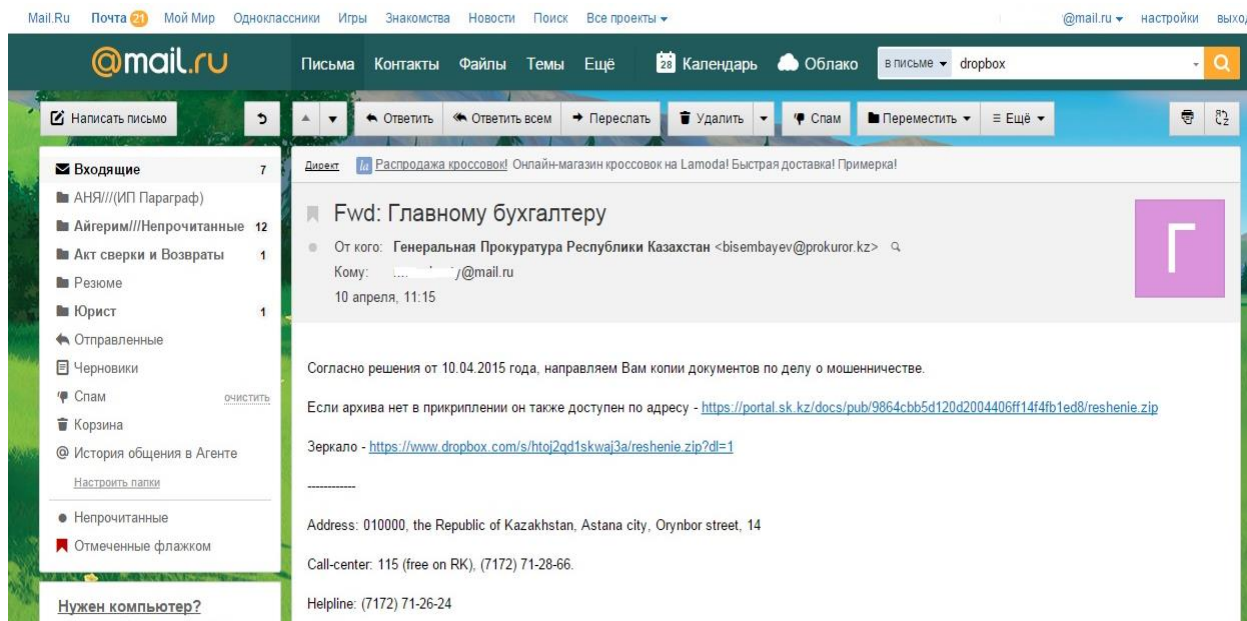 Mail.Ru Почта 21 Мой Мир Одноклассники Игры Знакомства Новости Поиск Все проекты @mail.ru настройки
@mail.ru Письма Контакты Файлы Темы Ещё 28 Календарь Облако в письме dropbox
Написать письмо Ответить Ответить всем Переслать Удалить Спам Переместить Ещё
Входящие 7
АНЯ///(ИП Параграф)
Айгерим///Непрочитанные 12
Акт сверки и Возвраты 1
Резюме
Юрист 1
Отправленные
Черновики
Спам очистить
Корзина
@ История общения в Агенте
Настроить папки
Непрочитанные
Отмеченные флажком
Нужен компьютер?
Директ la Распродажа кроссовок! Онлайн-магазин кроссовок на Lamoda! Быстрая доставка! Примерка!
Fwd: Главному бухгалтеру
Г
От кого: Генеральная Прокуратура Республики Казахстан <bisembayev@prokuror.kz>
Кому: @mail.ru
10 апреля, 11:15
Согласно решения от 10.04.2015 года, направляем Вам копии документов по делу о мошенничестве.
Если архива нет в прикриплении он также доступен по адресу - https://portal.sk.kz/docs/pub/9864cbb5d120d2004406ff14f4fb1ed8/reshenie.zip
Зеркало - https://www.dropbox.com/s/htoj2qd1skwaj3a/reshenie.zip?dl=1
------------
Address: 010000, the Republic of Kazakhstan, Astana city, Orynbor street, 14
Call-center: 115 (free on RK), (7172) 71-28-66.
Helpline: (7172) 71-26-24